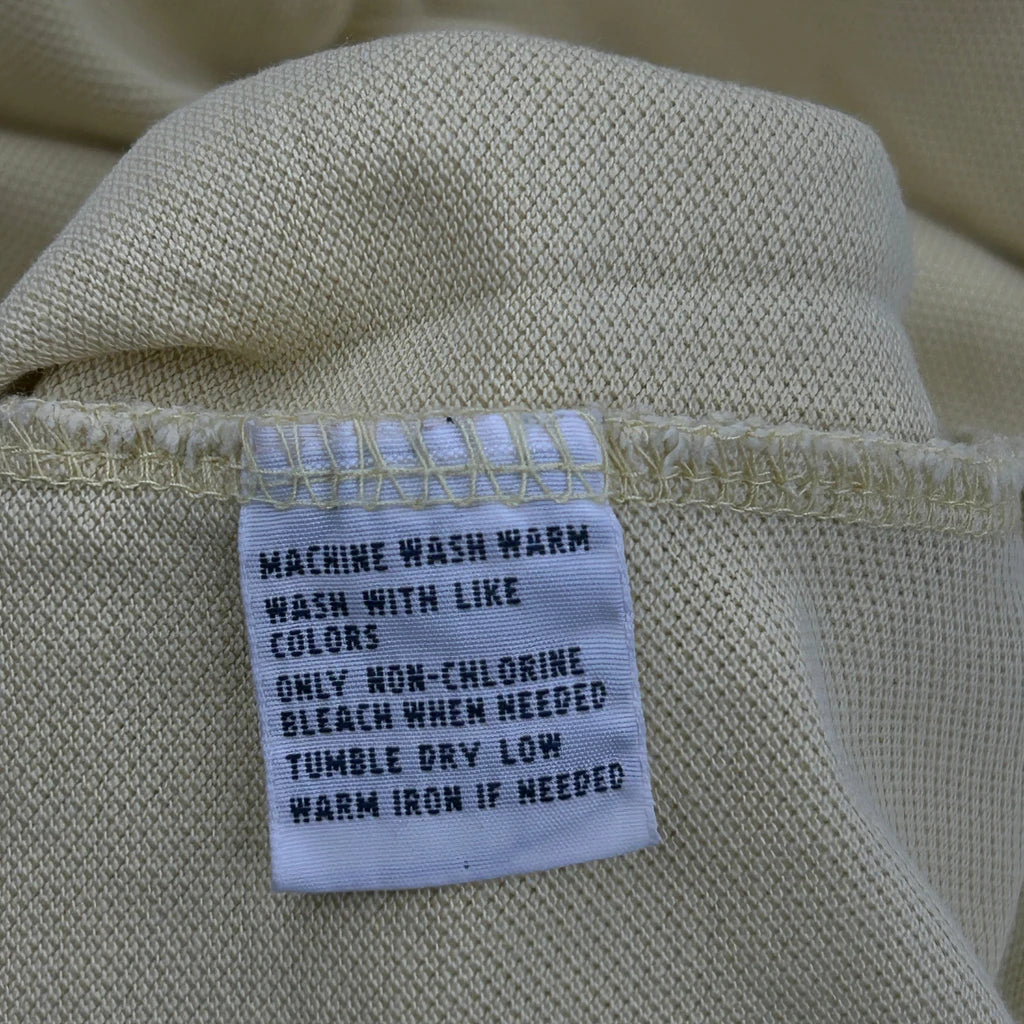 MACHINE WASH WARM
WASH WITH LIKE
COLORS
ONLY NON-CHLORINE
BLEACH WHEN NEEDED
TUMBLE DRY LOW
WARM IRON IF NEEDED